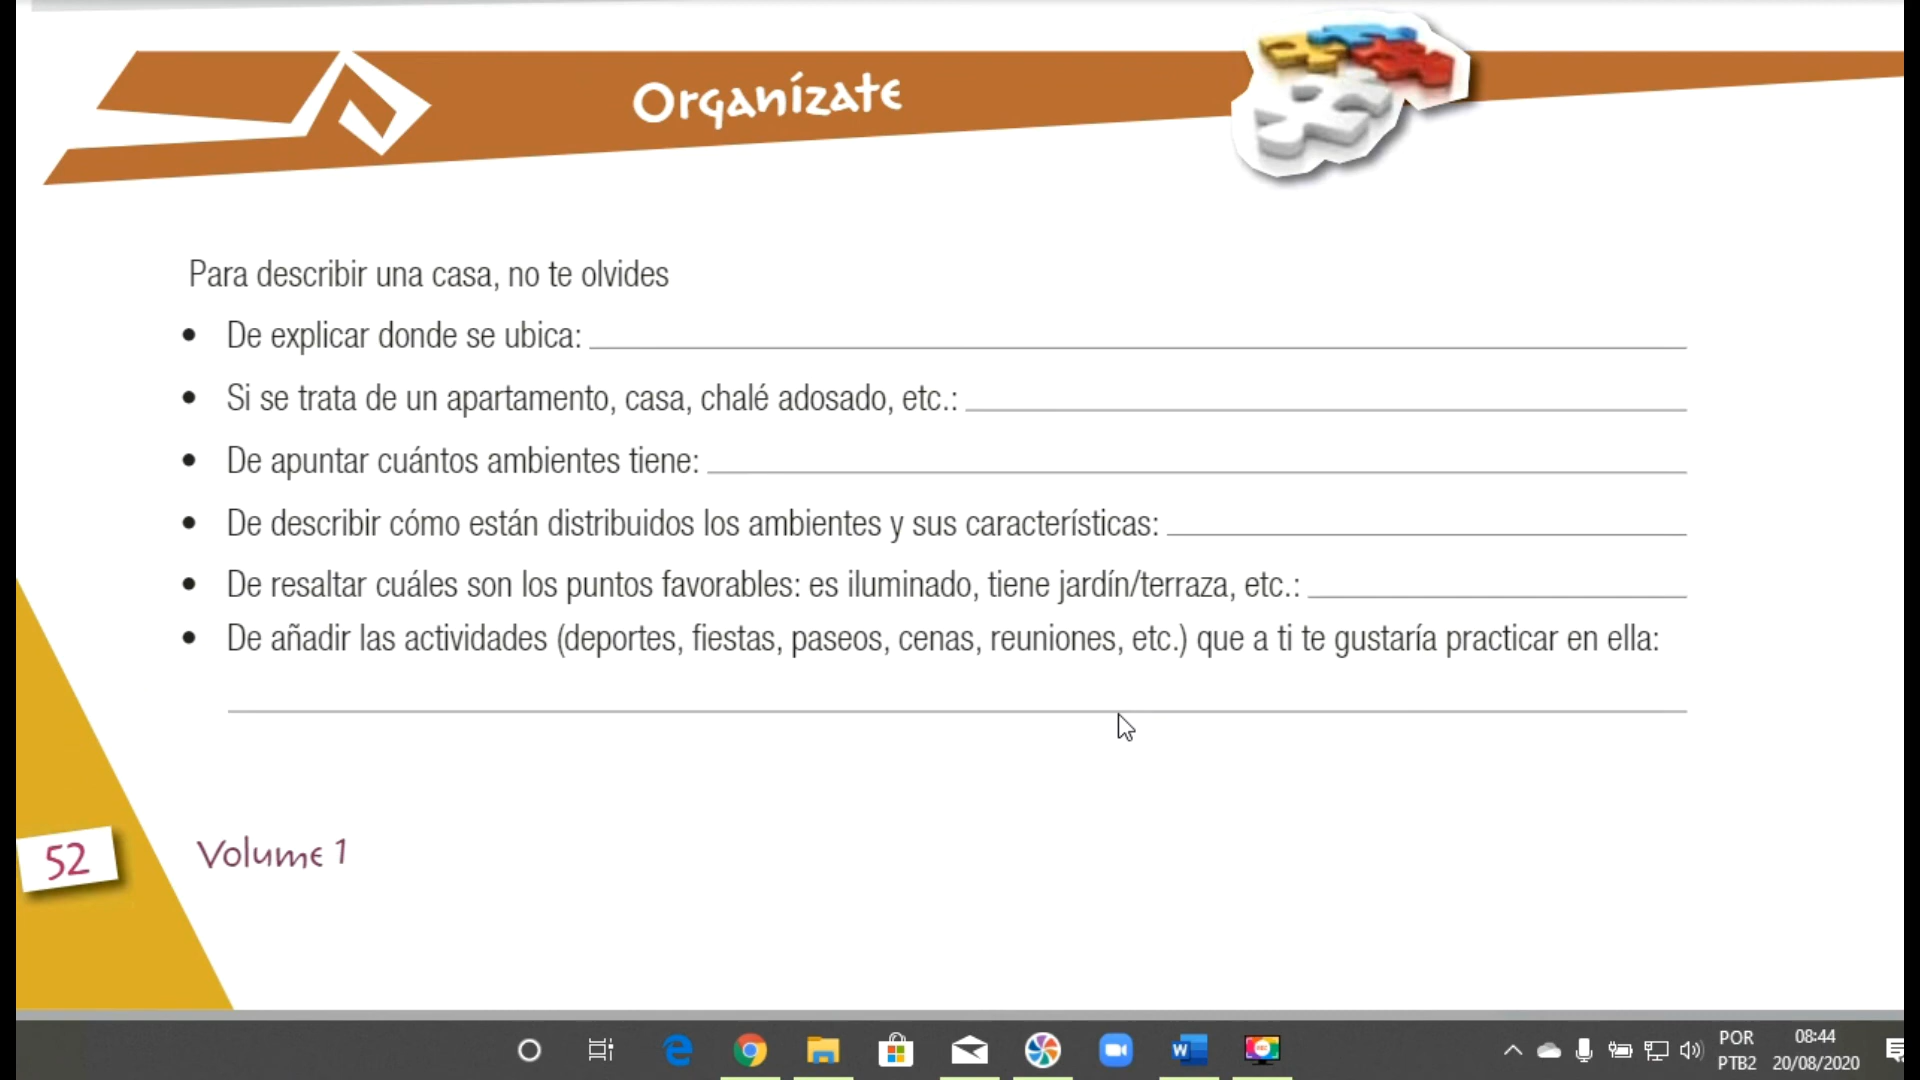 Organízate
Para describir una casa, no te olvides
• De explicar donde se ubica:
• Si se trata de un apartamento, casa, chalé adosado, etc.:
• De apuntar cuántos ambientes tiene:
• De describir cómo están distribuidos los ambientes y sus características:
• De resaltar cuáles son los puntos favorables: es iluminado, tiene jardín/terraza, etc.:
• De añadir las actividades (deportes, fiestas, paseos, cenas, reuniones, etc.) que a ti te gustaría practicar en ella:
52
Volume 1
POR 08:44
PTB2 20/08/2020